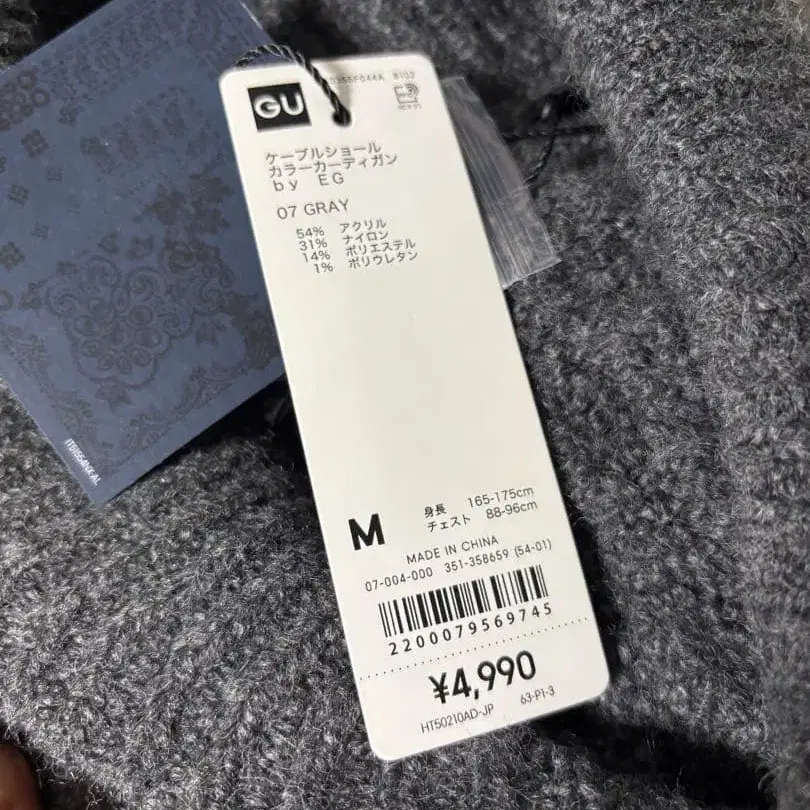 GU
ケーブルショール
カラーカーディガン
by EG
07 GRAY
54% アクリル
31% ナイロン
14% ポリエステル
1% ポリウレタン
M
身長 165-175cm
チェスト 88-96cm
MADE IN CHINA
07-004-000 351-358659 (54-01)
2200079569745
¥4,990
HT50210AD-JP 63-P1-3